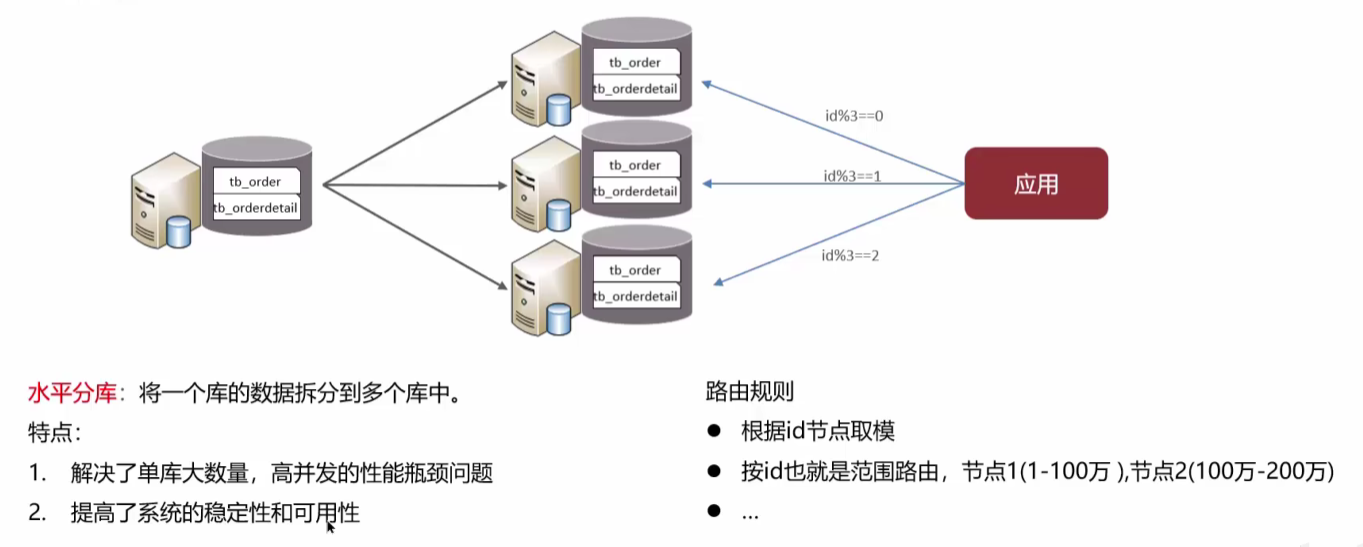 tb_order
tb_orderdetail
tb_order
tb_orderdetail
tb_order
tb_orderdetail
tb_order
tb_orderdetail
id%3==0
id%3==1
id%3==2
应用
水平分库：将一个库的数据拆分到多个库中。
特点：
1. 解决了单库大数量，高并发的性能瓶颈问题
2. 提高了系统的稳定性和可用性
路由规则
● 根据id节点取模
● 按id也就是范围路由，节点1(1-100万 ),节点2(100万-200万)
● ...